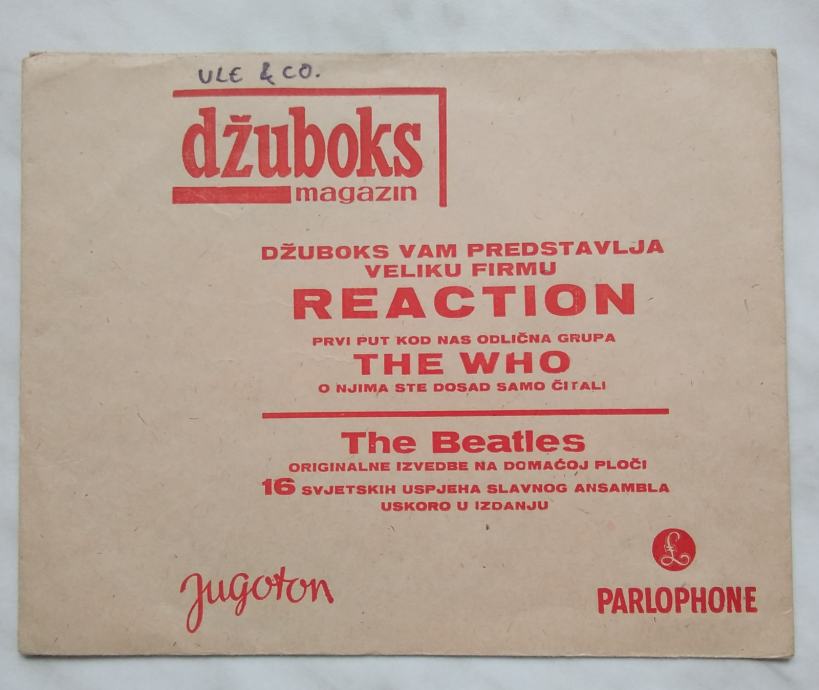 ULE & CO.
džuboks
magazin
DŽUBOKS VAM PREDSTAVLJA
VELIKU FIRMU
REACTION
PRVI PUT KOD NAS ODLIČNA GRUPA
THE WHO
O NJIMA STE DOSAD SAMO ČITALI
The Beatles
ORIGINALNE IZVEDBE NA DOMAĆOJ PLOČI
16 SVJETSKIH USPJEHA SLAVNOG ANSAMBLA
USKORO U IZDANJU
Jugoton
£
PARLOPHONE